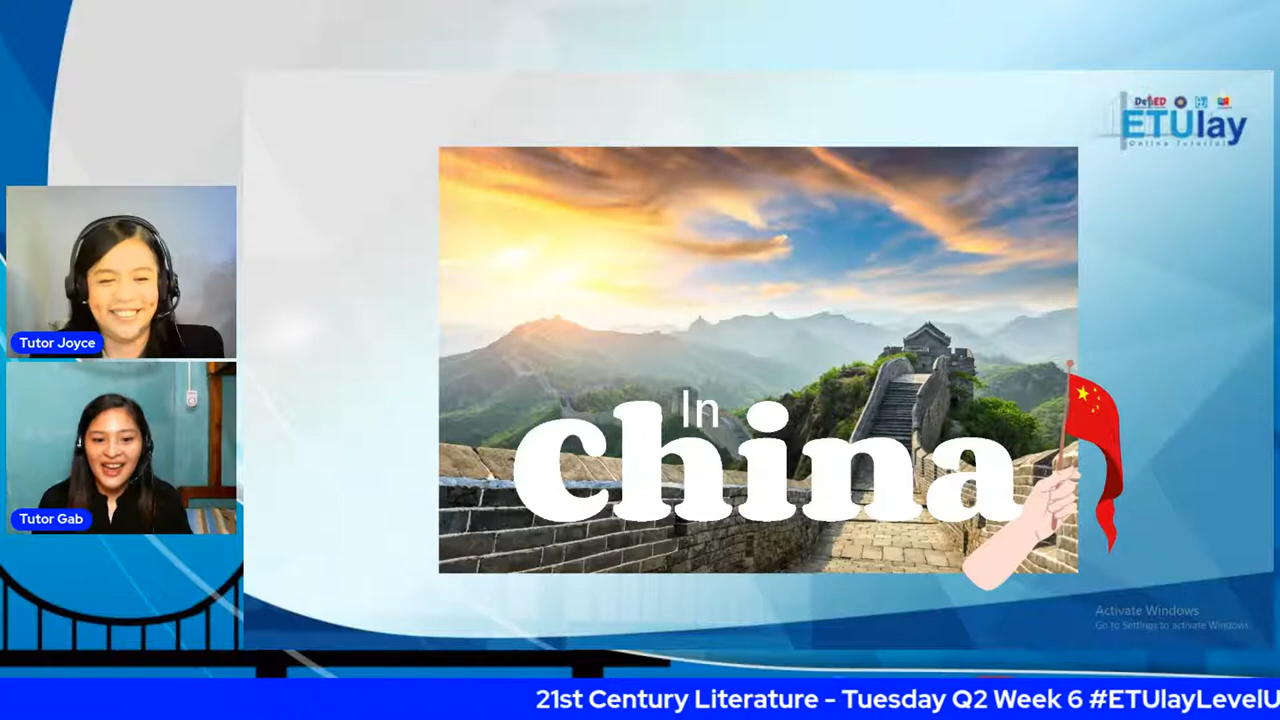 DepED
ETUlay
Online Tutorial
In
china
Tutor Joyce
Tutor Gab
Activate Windows
Go to Settings to activate Windows.
21st Century Literature - Tuesday Q2 Week 6 #ETUlayLevelU